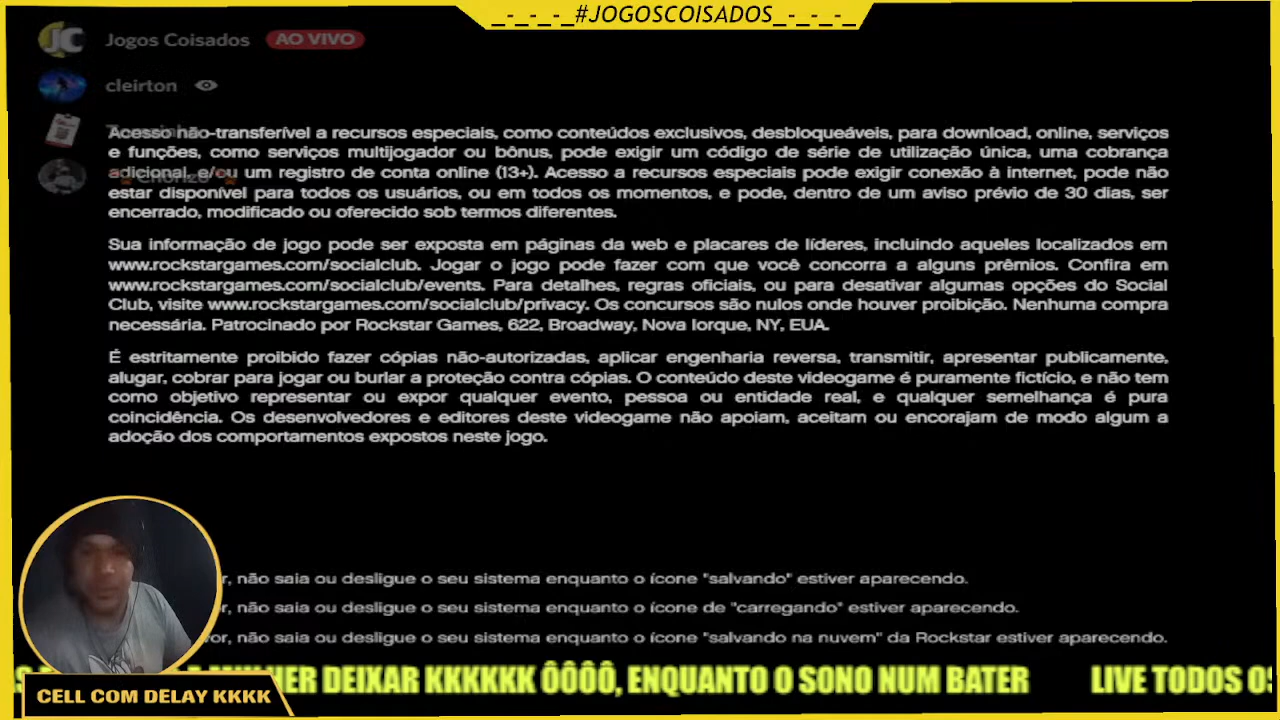 _-_-_-_#JOGOSCOISADOS_-_-_-_
JC Jogos Coisados AO VIVO
cleirton
Acesso não-transferível a recursos especiais, como conteúdos exclusivos, desbloqueáveis, para download, online, serviços
e funções, como serviços multijogador ou bônus, pode exigir um código de série de utilização única, uma cobrança
adicional, e/ou um registro de conta online (13+). Acesso a recursos especiais pode exigir conexão à internet, pode não
estar disponível para todos os usuários, ou em todos os momentos, e pode, dentro de um aviso prévio de 30 dias, ser
encerrado, modificado ou oferecido sob termos diferentes.
Sua informação de jogo pode ser exposta em páginas da web e placares de líderes, incluindo aqueles localizados em
www.rockstargames.com/socialclub. Jogar o jogo pode fazer com que você concorra a alguns prêmios. Confira em
www.rockstargames.com/socialclub/events. Para detalhes, regras oficiais, ou para desativar algumas opções do Social
Club, visite www.rockstargames.com/socialclub/privacy. Os concursos são nulos onde houver proibição. Nenhuma compra
necessária. Patrocinado por Rockstar Games, 622, Broadway, Nova Iorque, NY, EUA.
É estritamente proibido fazer cópias não-autorizadas, aplicar engenharia reversa, transmitir, apresentar publicamente,
alugar, cobrar para jogar ou burlar a proteção contra cópias. O conteúdo deste videogame é puramente fictício, e não tem
como objetivo representar ou expor qualquer evento, pessoa ou entidade real, e qualquer semelhança é pura
coincidência. Os desenvolvedores e editores deste videogame não apoiam, aceitam ou encorajam de modo algum a
adoção dos comportamentos expostos neste jogo.
r, não saia ou desligue o seu sistema enquanto o ícone "salvando" estiver aparecendo.
r, não saia ou desligue o seu sistema enquanto o ícone de "carregando" estiver aparecendo.
or, não saia ou desligue o seu sistema enquanto o ícone "salvando na nuvem" da Rockstar estiver aparecendo.
DEIXAR KKKKKK ÔÔÔÔ, ENQUANTO O SONO NUM BATER LIVE TODOS OS
CELL COM DELAY KKKK